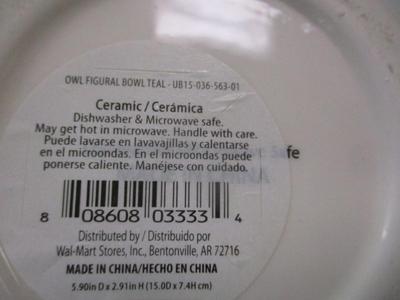 OWL FIGURAL BOWL TEAL - UB15-036-563-01
Ceramic / Cerámica
Dishwasher & Microwave safe.
May get hot in microwave. Handle with care.
Puede lavarse en lavavajillas y calentarse
en el microondas. En el microondas puede
ponerse caliente. Manéjese con cuidado.
8 08608 03333 4
Distributed by / Distribuido por
Wal-Mart Stores, Inc., Bentonville, AR 72716
MADE IN CHINA/HECHO EN CHINA
5.90in D x 2.91in H (15.0D x 7.4H cm)